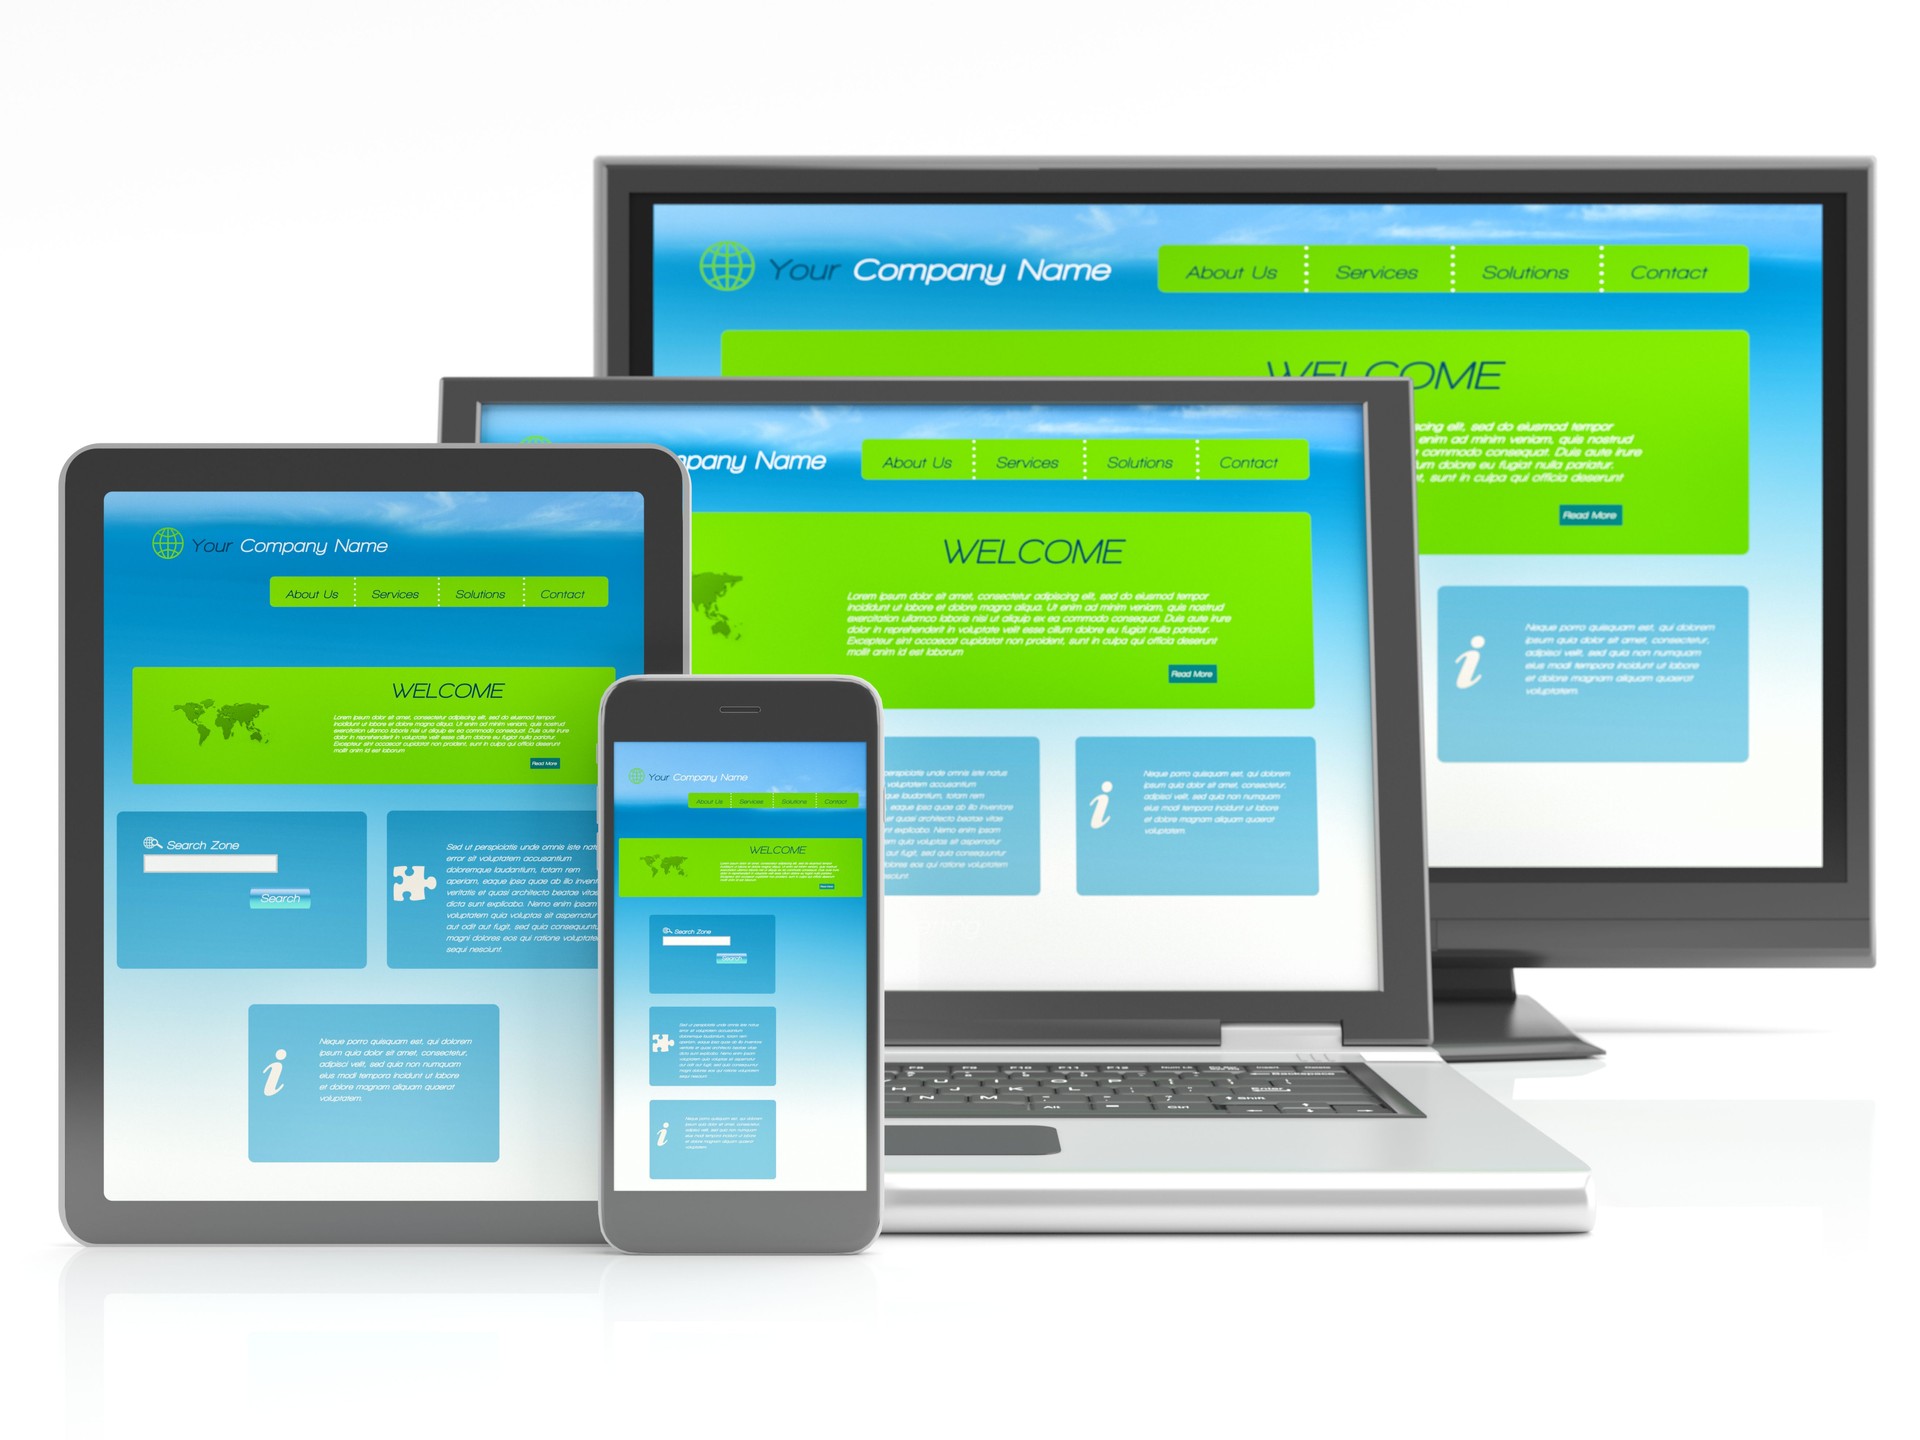 Your Company Name
About Us Services Solutions Contact
WELCOME
scing elit, sed do eiusmod tempor
enim ad minim veniam, quis nostrud
commodo consequat. Duis aute irure
um dolore eu fugiat nulla pariatur.
t, sunt in culpa qui officia deserunt
Read More
Neque porro quisquam est, qui dolorem
ipsum quia dolor sit amet, consectetur,
adipisci velit, sed quia non numquam
eius modi tempora incidunt ut labore
et dolore magnam aliquam quaerat
voluptatem.
mpany Name
About Us Services Solutions Contact
WELCOME
Lorem ipsum dolor sit amet, consectetur adipiscing elit, sed do eiusmod tempor
incididunt ut labore et dolore magna aliqua. Ut enim ad minim veniam, quis nostrud
exercitation ullamco laboris nisi ut aliquip ex ea commodo consequat. Duis aute irure
dolor in reprehenderit in voluptate velit esse cillum dolore eu fugiat nulla pariatur.
Excepteur sint occaecat cupidatat non proident, sunt in culpa qui officia deserunt
mollit anim id est laborum
Read More
perspiciatis unde omnis iste natus
voluptatem accusantium
que laudantium, totam rem
eaque ipsa quae ab illo inventore
et quasi architecto beatae vitae
nt explicabo. Nemo enim ipsam
voluptatem quia voluptas sit aspernatur
aut fugit, sed quia consequuntur
dolores eos qui ratione voluptatem
Neque porro quisquam est, qui dolorem
ipsum quia dolor sit amet, consectetur,
adipisci velit, sed quia non numquam
eius modi tempora incidunt ut labore
et dolore magnam aliquam quaerat
voluptatem.
Your Company Name
About Us Services Solutions Contact
WELCOME
Lorem ipsum dolor sit amet, consectetur adipiscing elit, sed do eiusmod tempor
incididunt ut labore et dolore magna aliqua. Ut enim ad minim veniam, quis nostrud
exercitation ullamco laboris nisi ut aliquip ex ea commodo consequat. Duis aute irure
dolor in reprehenderit in voluptate velit esse cillum dolore eu fugiat nulla pariatur.
Excepteur sint occaecat cupidatat non proident, sunt in culpa qui officia deserunt
mollit anim id est laborum
Read More
Search Zone
Search
Sed ut perspiciatis unde omnis iste nat
error sit voluptatem accusantium
doloremque laudantium, totam rem
aperiam, eaque ipsa quae ab illo inven
veritatis et quasi architecto beatae vitae
dicta sunt explicabo. Nemo enim ipsam
voluptatem quia voluptas sit aspernatur
aut odit aut fugit, sed quia consequuntu
magni dolores eos qui ratione voluptate
sequi nesciunt.
Neque porro quisquam est, qui dolorem
ipsum quia dolor sit amet, consectetur,
adipisci velit, sed quia non numquam
eius modi tempora incidunt ut labore
et dolore magnam aliquam quaerat
voluptatem.
Your Company Name
About Us Services Solutions Contact
WELCOME
Search Zone
Search
F8 F9 F10 F11 F12
Backspace
Y U I O P
H J K L Enter
N M Shift
Alt Ctrl